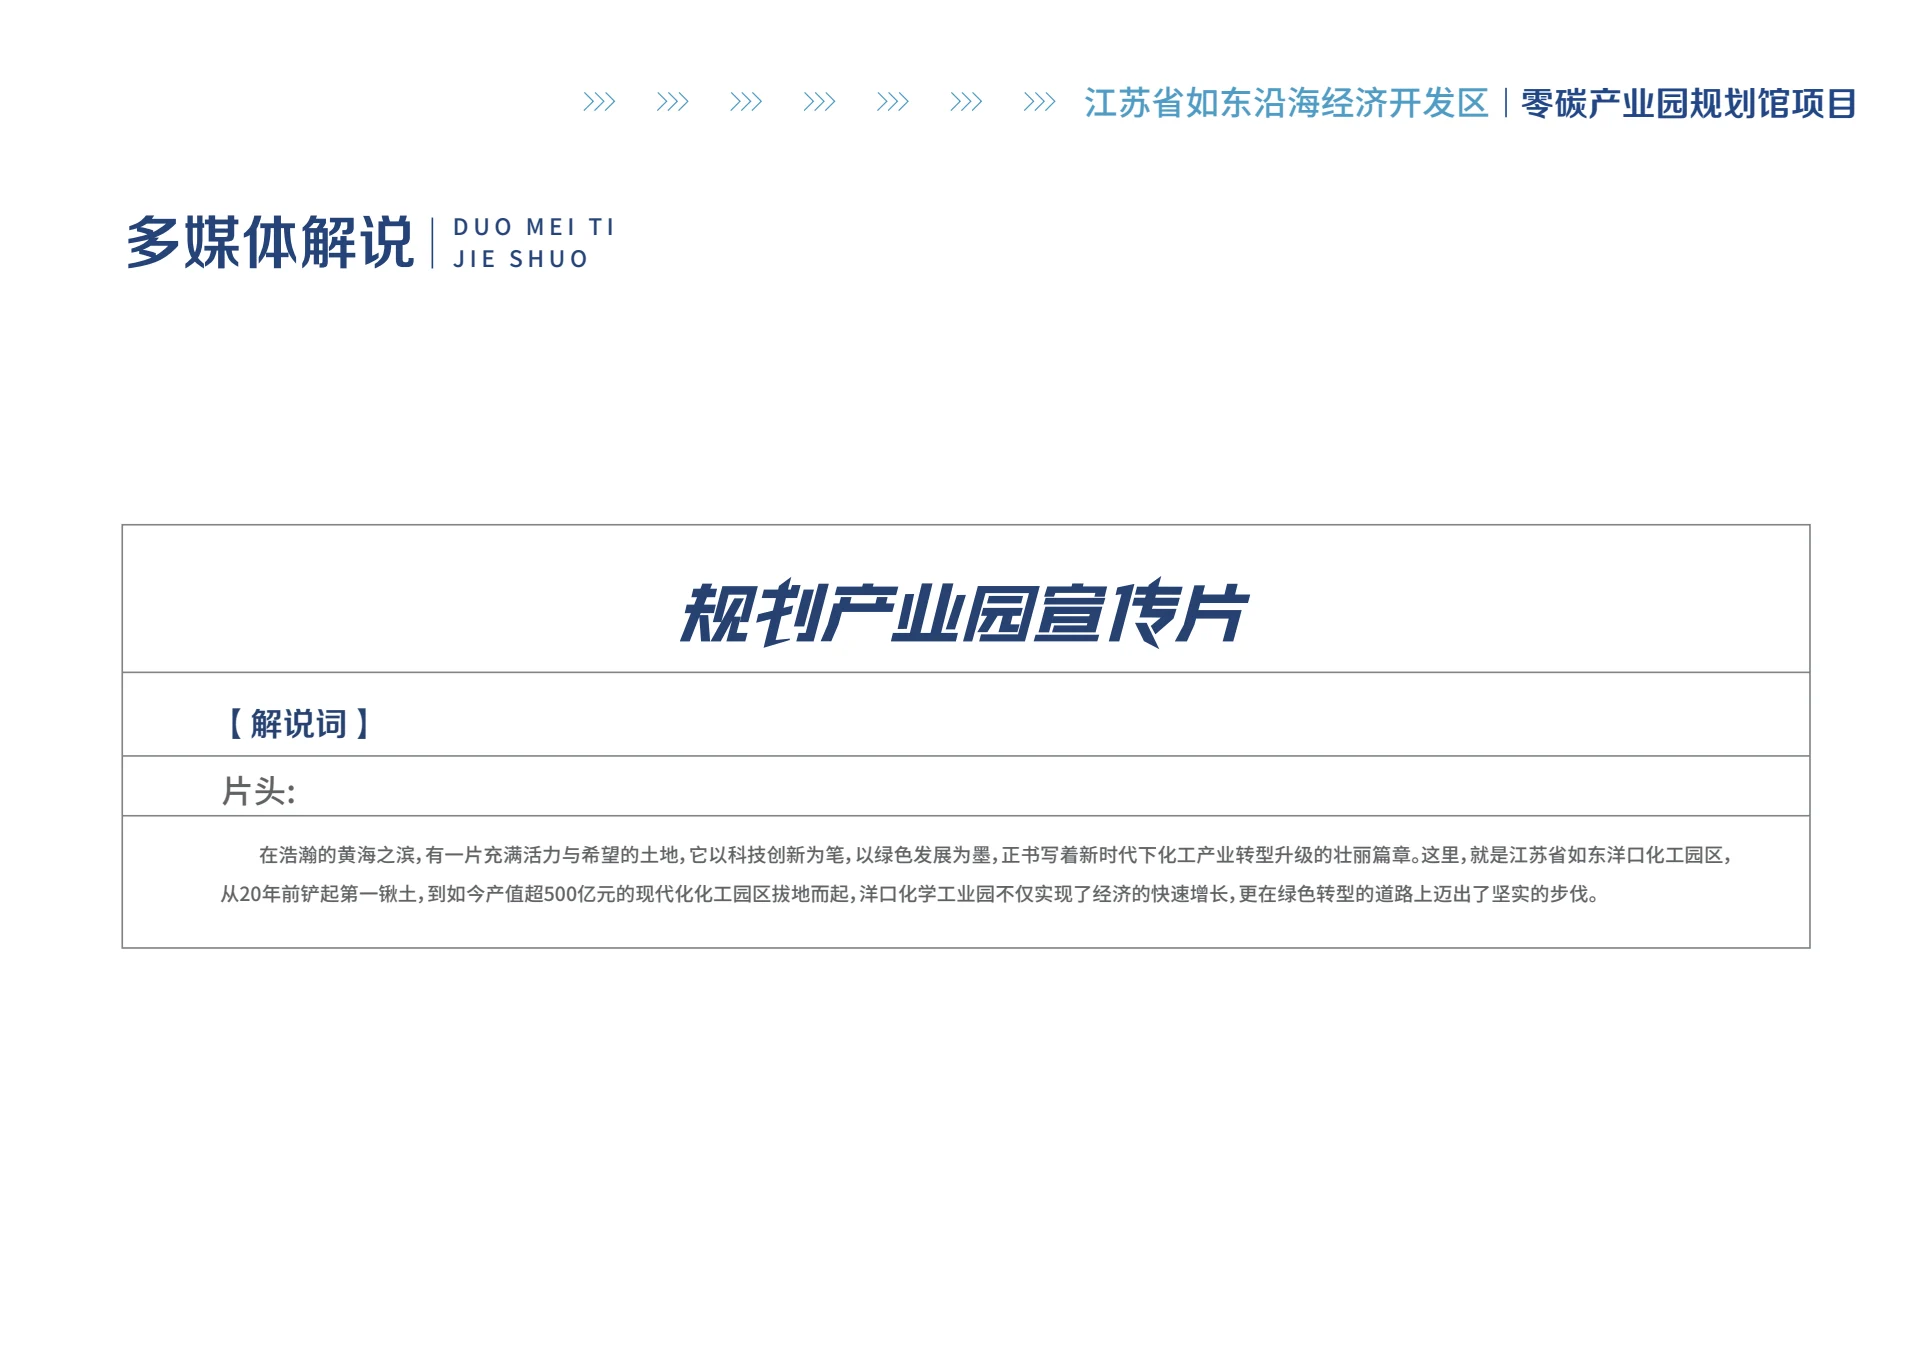 江苏省如东沿海经济开发区|零碳产业园规划馆项目
多媒体解说
DUO MEI TI
JIE SHUO
规划产业园宣传片
【解说词】
片头:
在浩瀚的黄海之滨,有一片充满活力与希望的土地,它以科技创新为笔,以绿色发展为墨,正书写着新时代下化工产业转型升级的壮丽篇章。这里,就是江苏省如东洋口化工园区,
从20年前铲起第一锹土,到如今产值超500亿元的现代化化工园区拔地而起,洋口化学工业园不仅实现了经济的快速增长,更在绿色转型的道路上迈出了坚实的步伐。